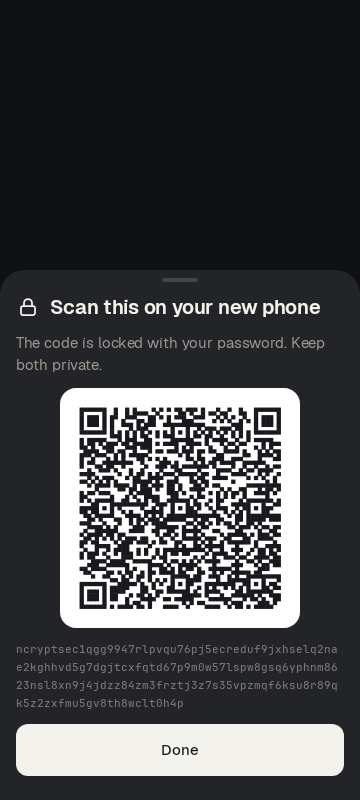 Scan this on your new phone
The code is locked with your password. Keep
both private.
ncryptsec1qgg9947rlpvqu76pj5ecreduf9jxhselq2na
e2kghhvd5g7dgjtcxfqtd67p9m0w57lspw8gsq6yphnm86
23nsl8xn9j4jdzz84zm3frztj3z7s35vpzmqf6ksu8r89q
k5z2zxfmu5gv8th8wclt0h4p
Done